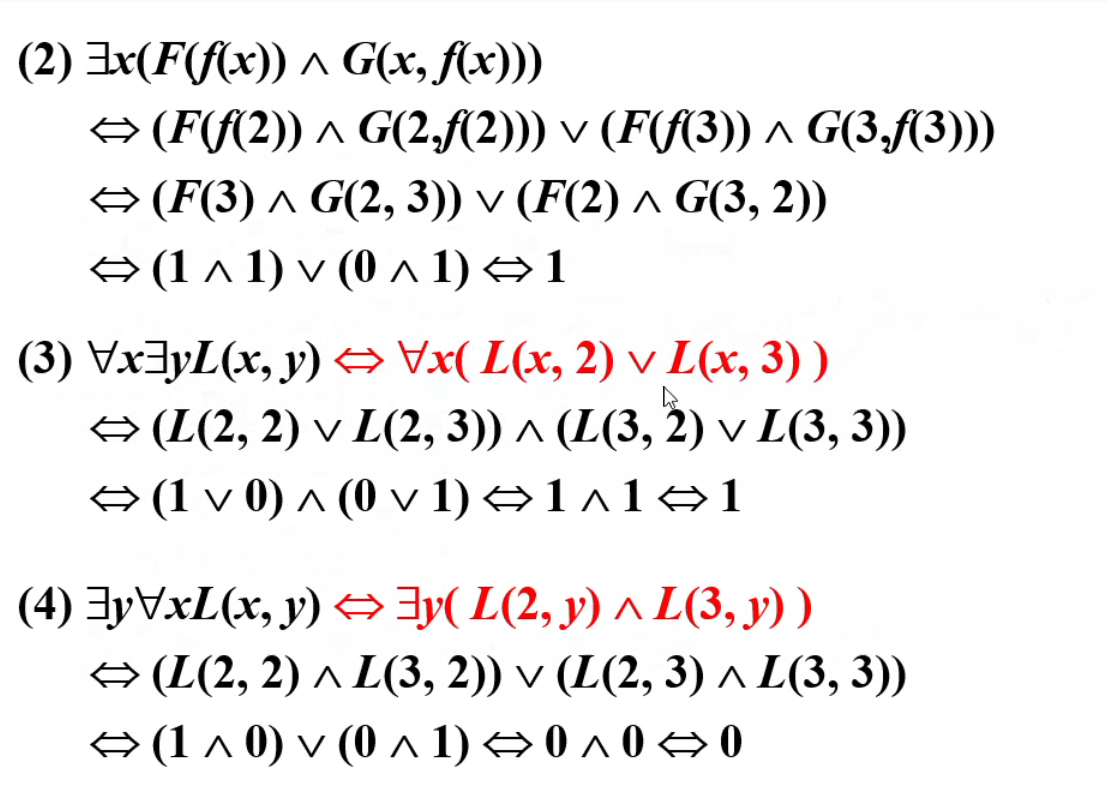 (2) ∃x(F(f(x)) ∧ G(x, f(x)))
⇔ (F(f(2)) ∧ G(2,f(2))) ∨ (F(f(3)) ∧ G(3,f(3)))
⇔ (F(3) ∧ G(2, 3)) ∨ (F(2) ∧ G(3, 2))
⇔ (1 ∧ 1) ∨ (0 ∧ 1) ⇔ 1
(3) ∀x∃yL(x, y) ⇔ ∀x( L(x, 2) ∨ L(x, 3) )
⇔ (L(2, 2) ∨ L(2, 3)) ∧ (L(3, 2) ∨ L(3, 3))
⇔ (1 ∨ 0) ∧ (0 ∨ 1) ⇔ 1 ∧ 1 ⇔ 1
(4) ∃y∀xL(x, y) ⇔ ∃y( L(2, y) ∧ L(3, y) )
⇔ (L(2, 2) ∧ L(3, 2)) ∨ (L(2, 3) ∧ L(3, 3))
⇔ (1 ∧ 0) ∨ (0 ∧ 1) ⇔ 0 ∧ 0 ⇔ 0